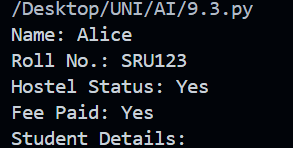 /Desktop/UNI/AI/9.3.py
Name: Alice
Roll No.: SRU123
Hostel Status: Yes
Fee Paid: Yes
Student Details: